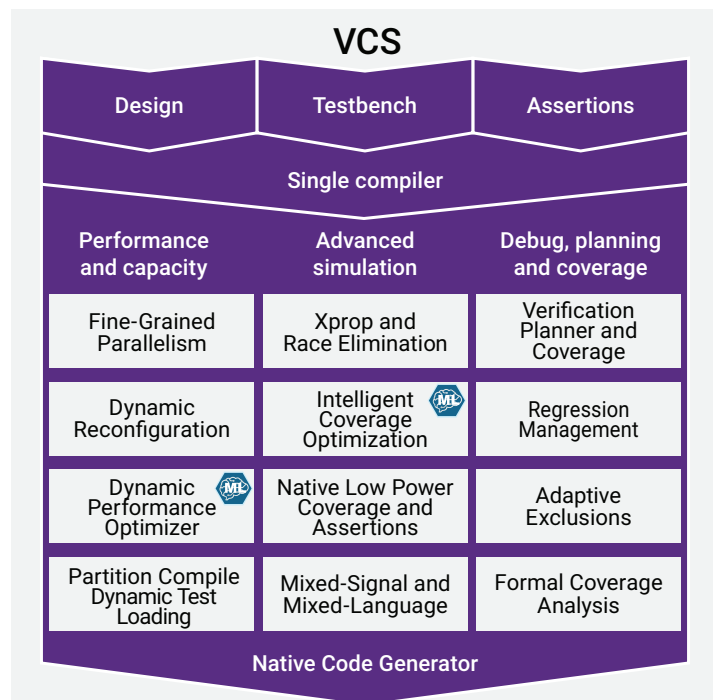 VCS
Design
Testbench
Assertions
Single compiler
Performance
and capacity
Advanced
simulation
Debug, planning
and coverage
Fine-Grained
Parallelism
Xprop and
Race Elimination
Verification
Planner and
Coverage
Dynamic
Reconfiguration
Intelligent
Coverage
Optimization
ML
Regression
Management
Dynamic
Performance
Optimizer
ML
Native Low Power
Coverage and
Assertions
Adaptive
Exclusions
Partition Compile
Dynamic Test
Loading
Mixed-Signal and
Mixed-Language
Formal Coverage
Analysis
Native Code Generator